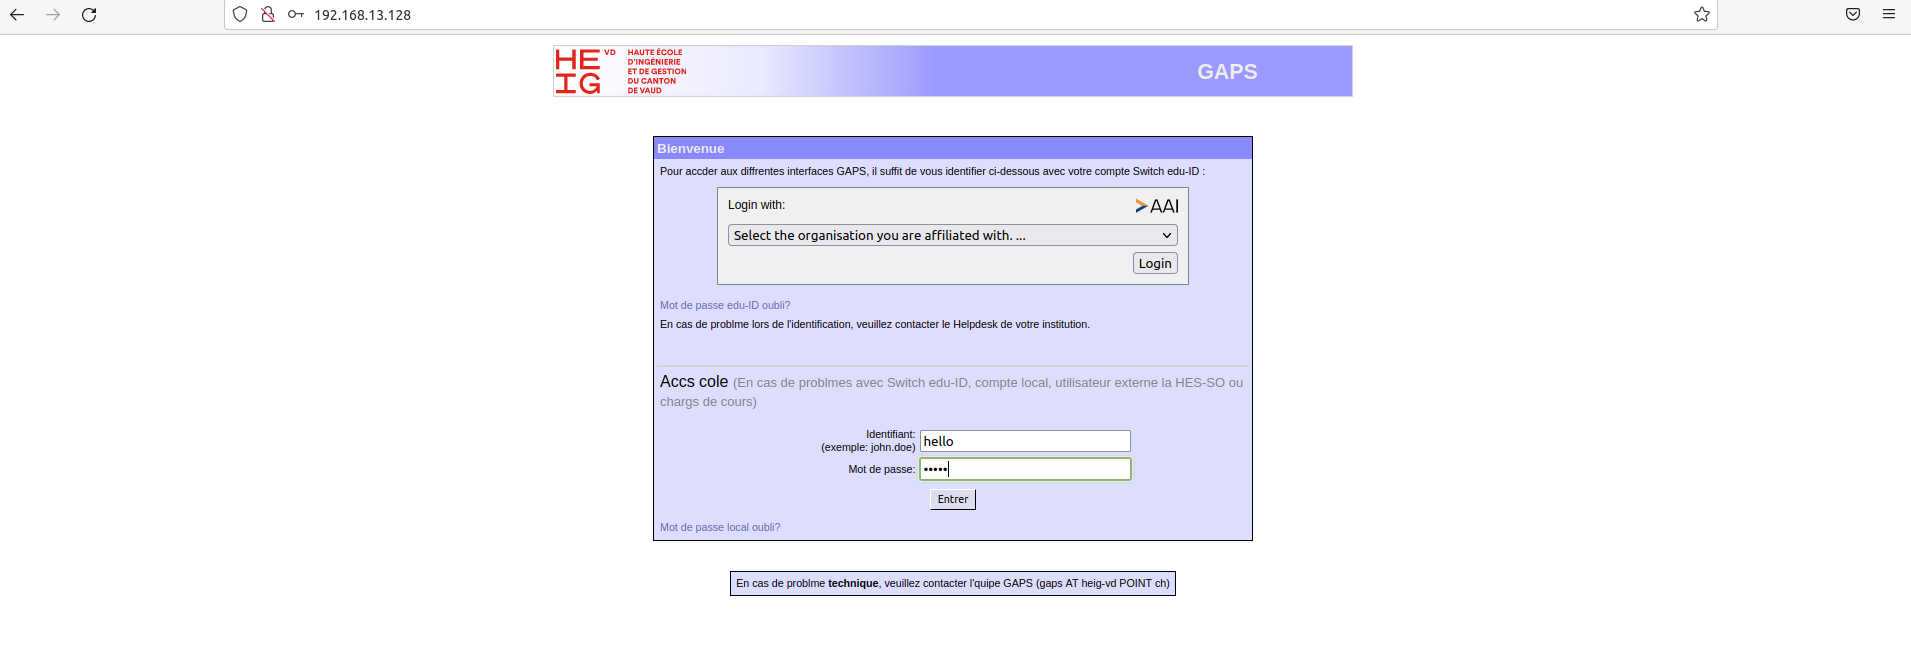 192.168.13.128
HE VD
IG
HAUTE ÉCOLE
D'INGÉNIERIE
ET DE GESTION
DU CANTON
DE VAUD
GAPS
Bienvenue
Pour accder aux diffrentes interfaces GAPS, il suffit de vous identifier ci-dessous avec votre compte Switch edu-ID :
Login with:
AAI
Select the organisation you are affiliated with. ...
Login
Mot de passe edu-ID oubli?
En cas de problme lors de l'identification, veuillez contacter le Helpdesk de votre institution.
Accs cole (En cas de problmes avec Switch edu-ID, compte local, utilisateur externe la HES-SO ou
chargs de cours)
Identifiant:
(exemple: john.doe)
hello
Mot de passe: •••••
Entrer
Mot de passe local oubli?
En cas de problme technique, veuillez contacter l'quipe GAPS (gaps AT heig-vd POINT ch)